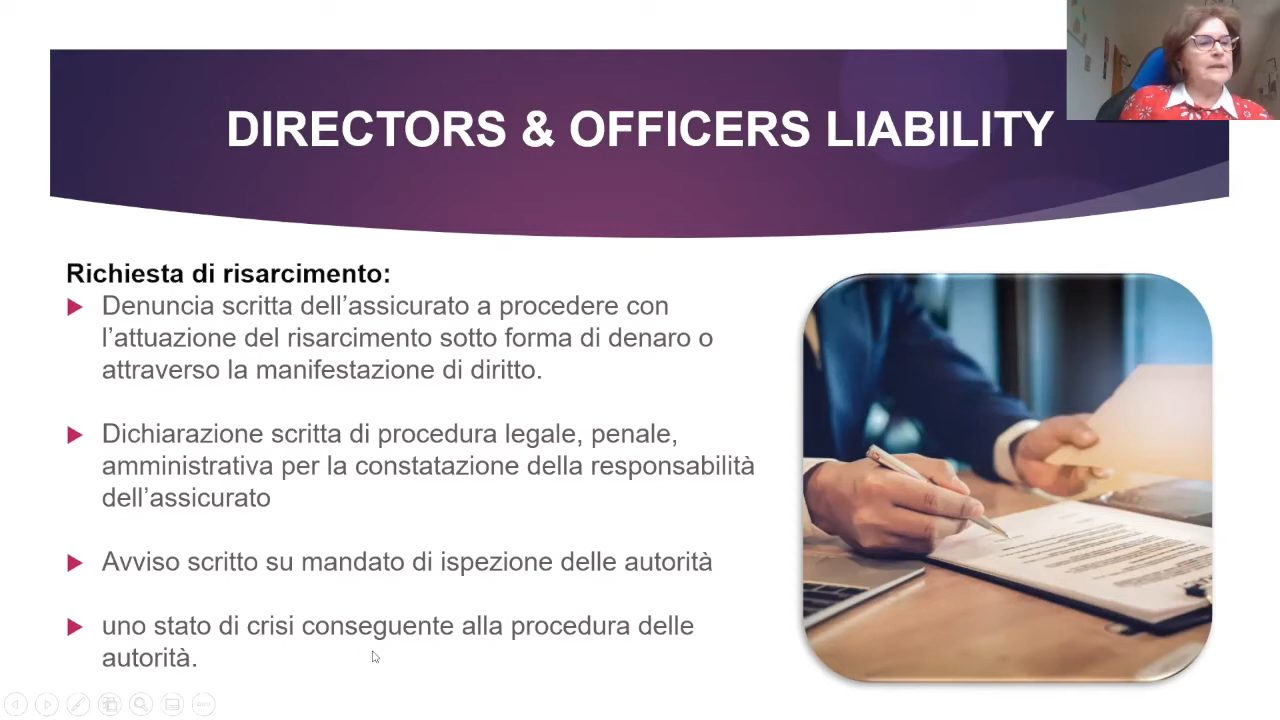 DIRECTORS & OFFICERS LIABILITY
Richiesta di risarcimento:
Denuncia scritta dell’assicurato a procedere con
l’attuazione del risarcimento sotto forma di denaro o
attraverso la manifestazione di diritto.
Dichiarazione scritta di procedura legale, penale,
amministrativa per la constatazione della responsabilità
dell’assicurato
Avviso scritto su mandato di ispezione delle autorità
uno stato di crisi conseguente alla procedura delle
autorità.